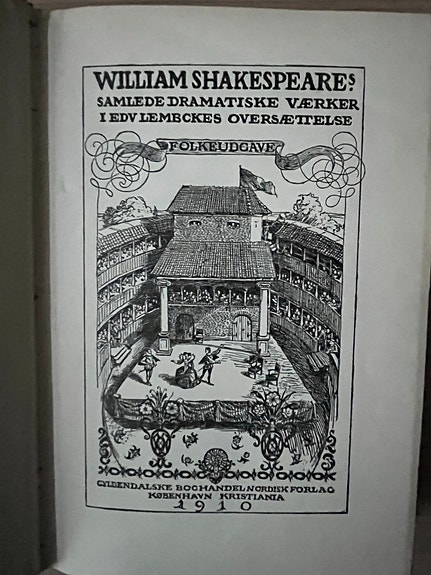 WILLIAM SHAKESPEARES
SAMLEDE DRAMATISKE VÆRKER
I EDV LEMBCKES OVERSÆTTELSE
FOLKEUDGAVE
GYLDENDALSKE BOGHANDEL NORDISK FORLAG
KØBENHAVN KRISTIANIA
1910